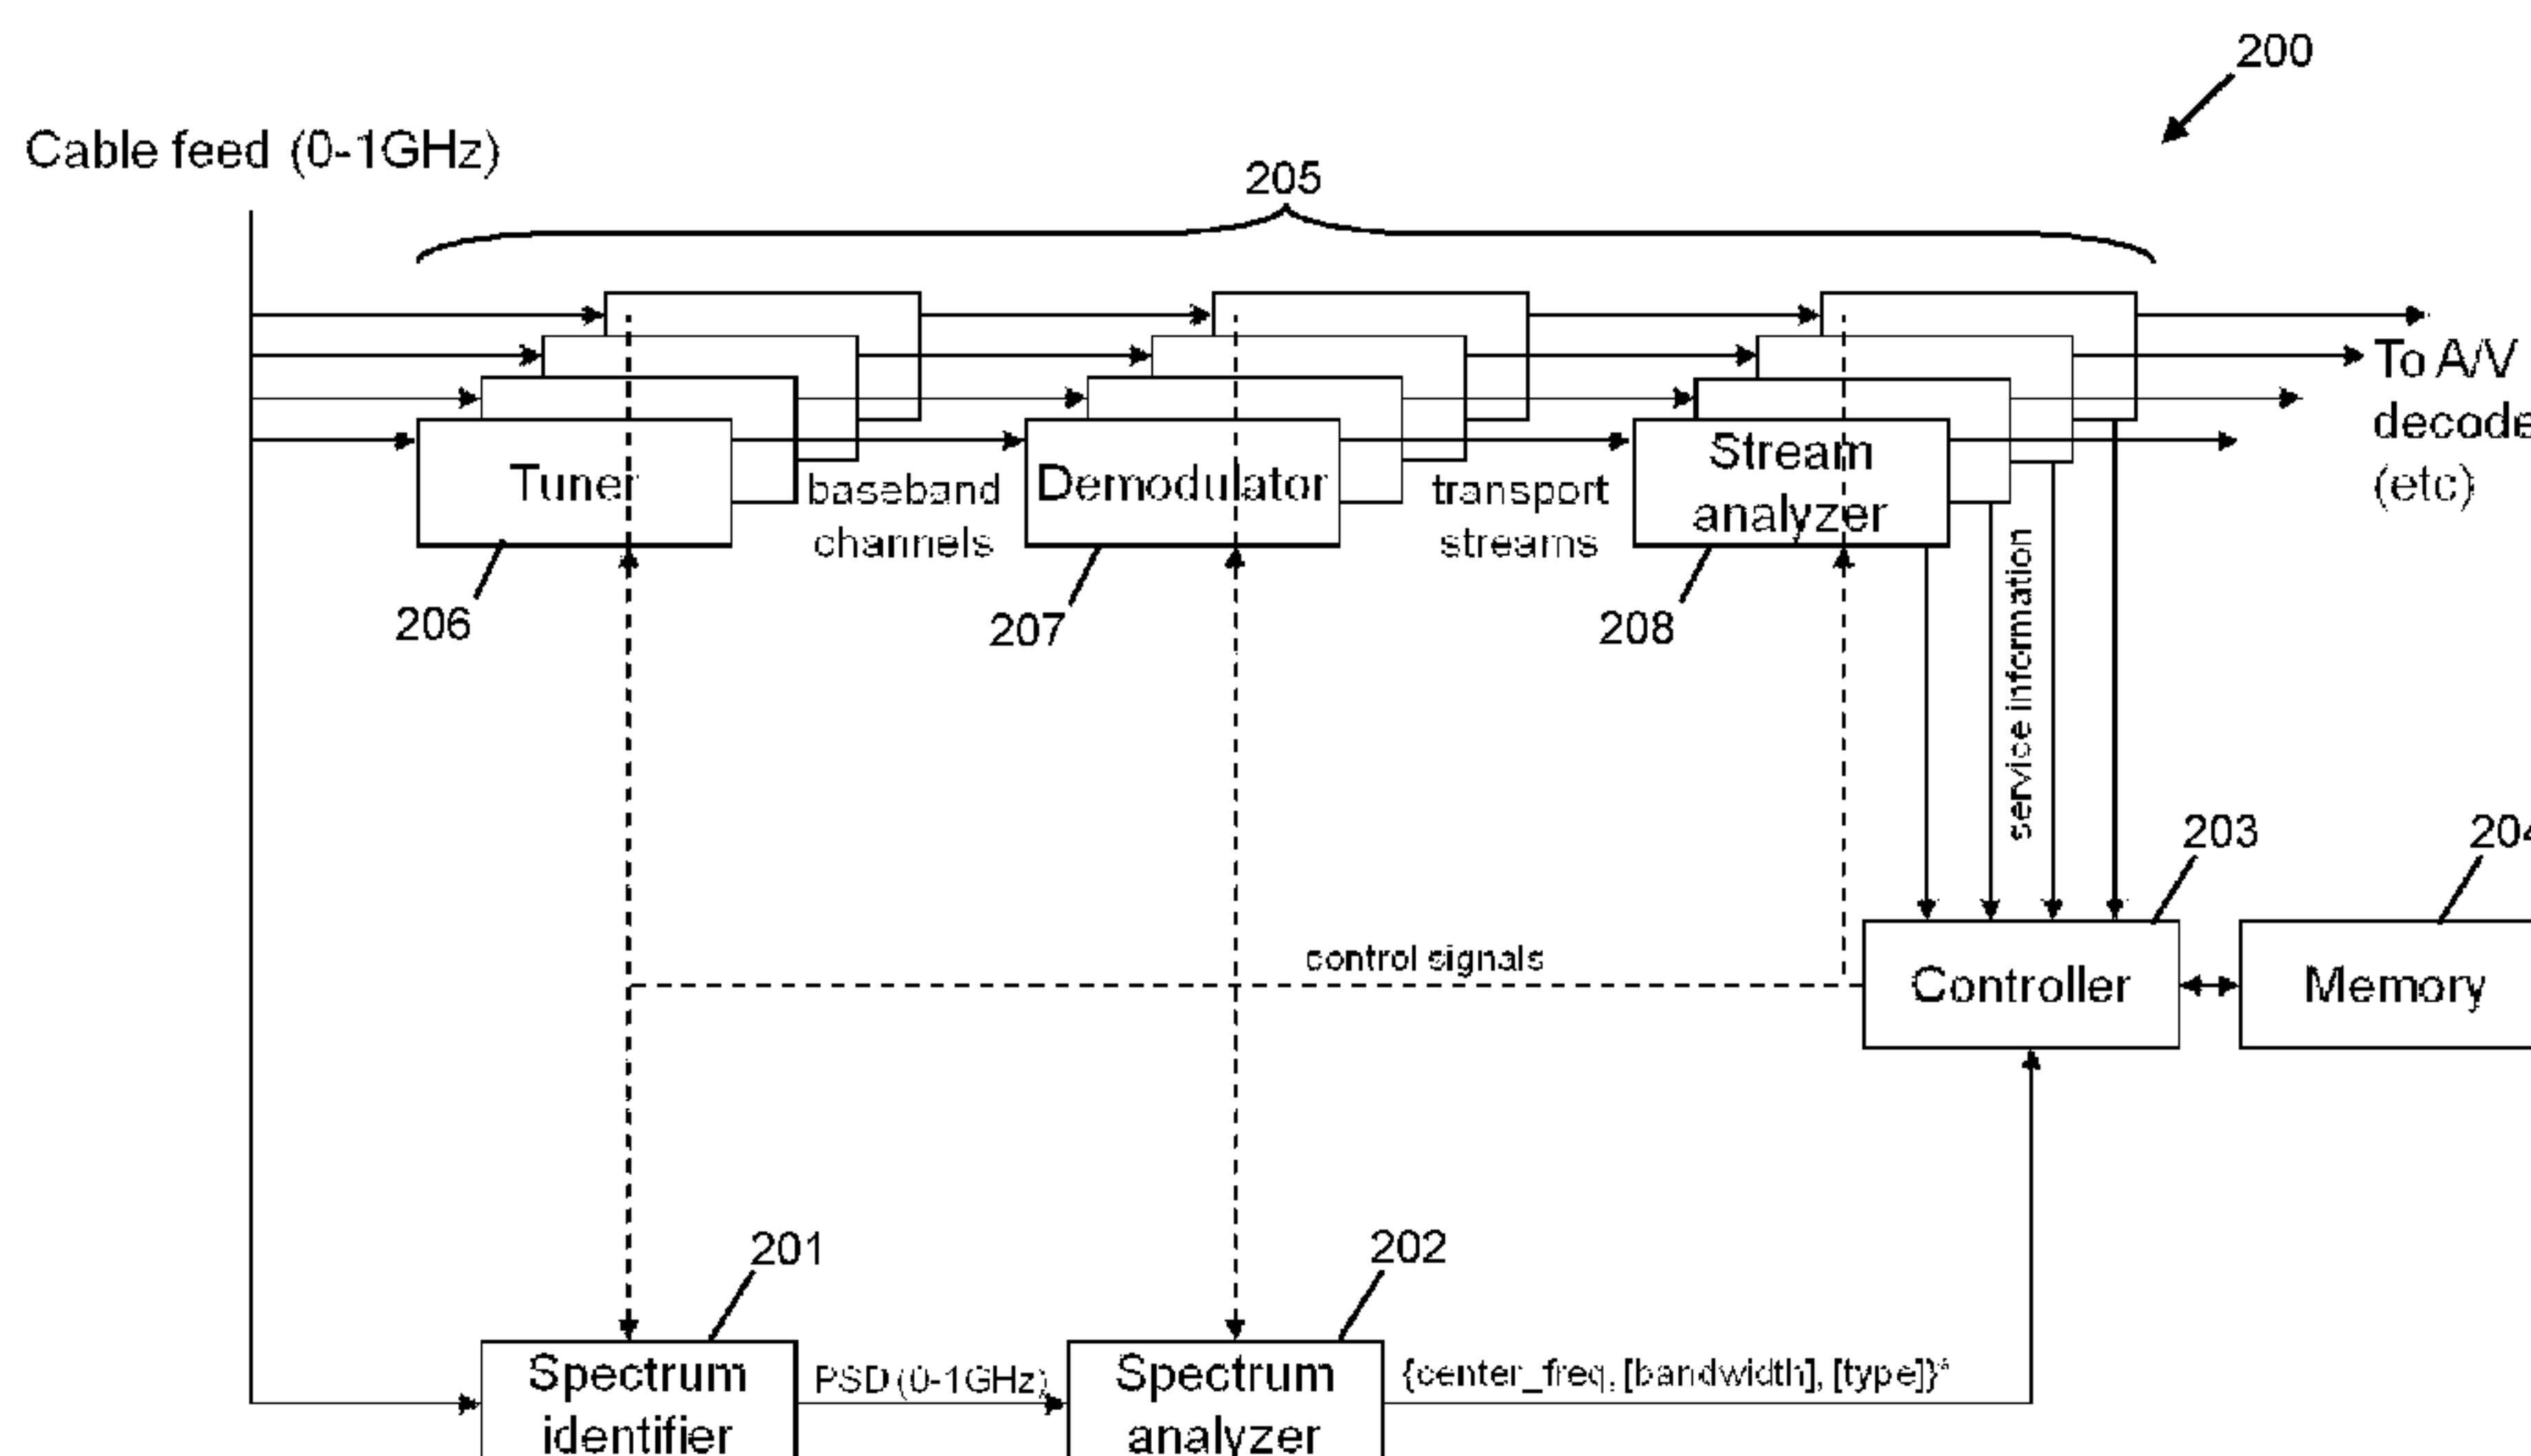 200
Cable feed (0-1GHz)
205
Tuner
baseband
channels
Demodulator
transport
streams
Stream
analyzer
To A/V
decode
(etc)
206
207
208
service information
203
204
control signals
Controller
Memory
201
202
Spectrum
identifier
PSD (0-1GHz)
Spectrum
analyzer
{center_freq, [bandwidth], [type]}*